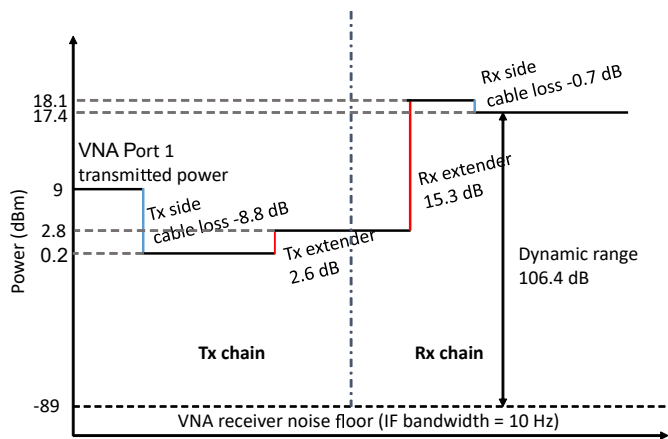 Rx side
cable loss -0.7 dB
18.1
17.4
VNA Port 1
transmitted power
Rx extender
15.3 dB
9
Tx side
cable loss -8.8 dB
2.8
0.2
Tx extender
2.6 dB
Dynamic range
106.4 dB
Power (dBm)
Tx chain
Rx chain
-89
VNA receiver noise floor (IF bandwidth = 10 Hz)